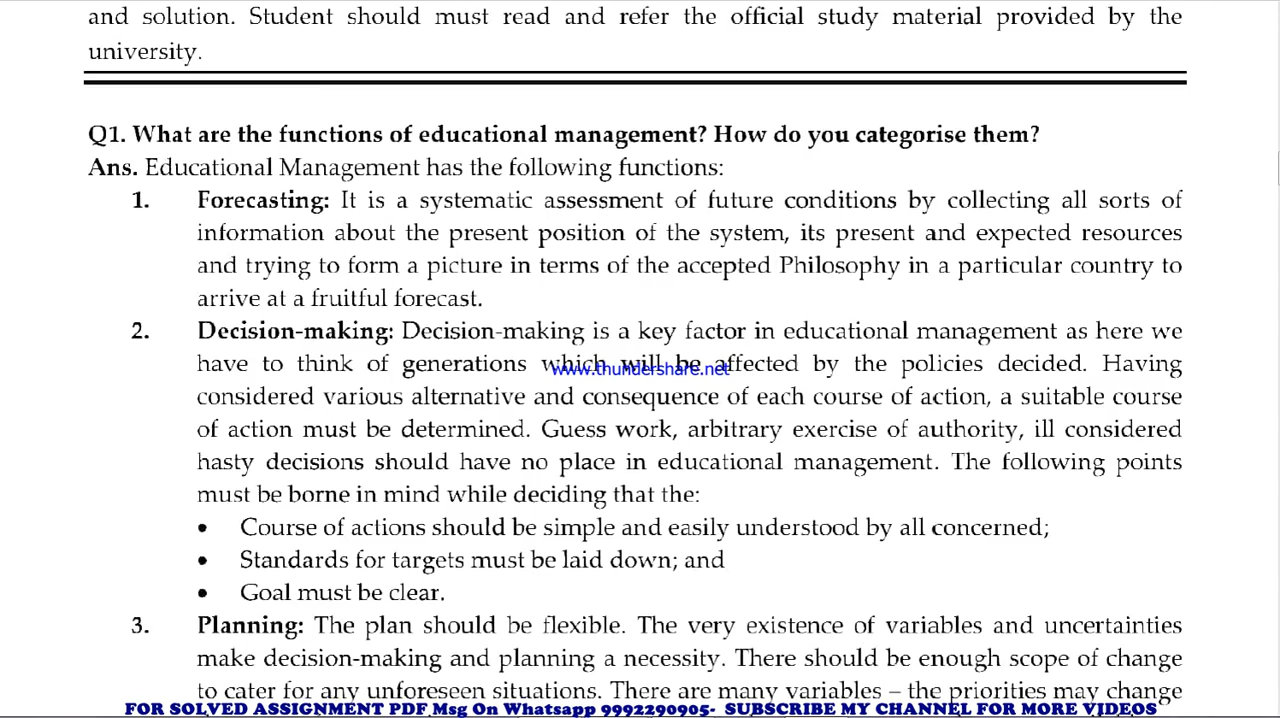 and solution. Student should must read and refer the official study material provided by the
university.
Q1. What are the functions of educational management? How do you categorise them?
Ans. Educational Management has the following functions:
1. Forecasting: It is a systematic assessment of future conditions by collecting all sorts of
information about the present position of the system, its present and expected resources
and trying to form a picture in terms of the accepted Philosophy in a particular country to
arrive at a fruitful forecast.
2. Decision-making: Decision-making is a key factor in educational management as here we
have to think of generations which will be affected by the policies decided. Having
www.thundershare.net
considered various alternative and consequence of each course of action, a suitable course
of action must be determined. Guess work, arbitrary exercise of authority, ill considered
hasty decisions should have no place in educational management. The following points
must be borne in mind while deciding that the:
• Course of actions should be simple and easily understood by all concerned;
• Standards for targets must be laid down; and
• Goal must be clear.
3. Planning: The plan should be flexible. The very existence of variables and uncertainties
make decision-making and planning a necessity. There should be enough scope of change
to cater for any unforeseen situations. There are many variables – the priorities may change
FOR SOLVED ASSIGNMENT PDF Msg On Whatsapp 9992290905- SUBSCRIBE MY CHANNEL FOR MORE VIDEOS